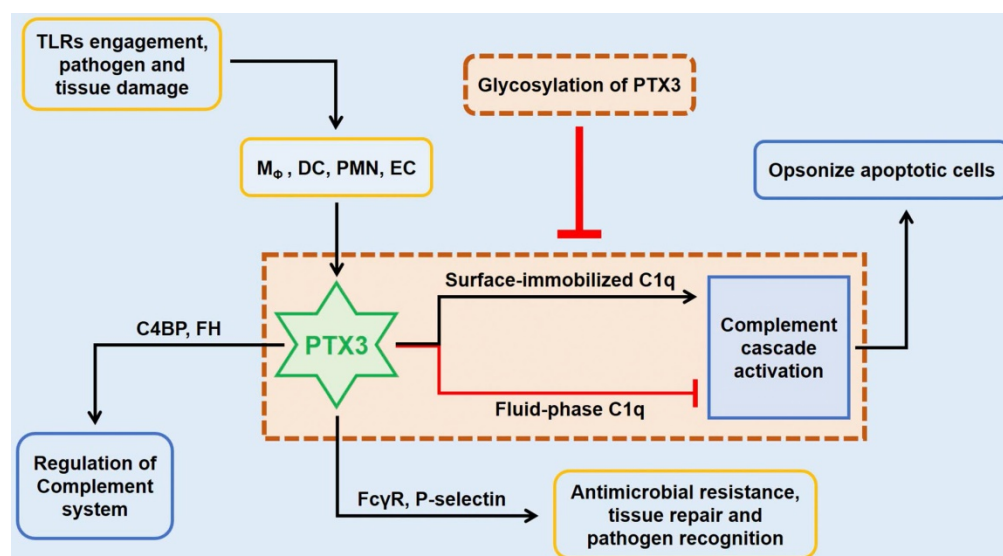 TLRs engagement,
pathogen and
tissue damage
Glycosylation of PTX3
MΦ , DC, PMN, EC
Opsonize apoptotic cells
Surface-immobilized C1q
C4BP, FH
PTX3
Complement
cascade
activation
Fluid-phase C1q
Regulation of
Complement
system
FcγR, P-selectin
Antimicrobial resistance,
tissue repair and
pathogen recognition